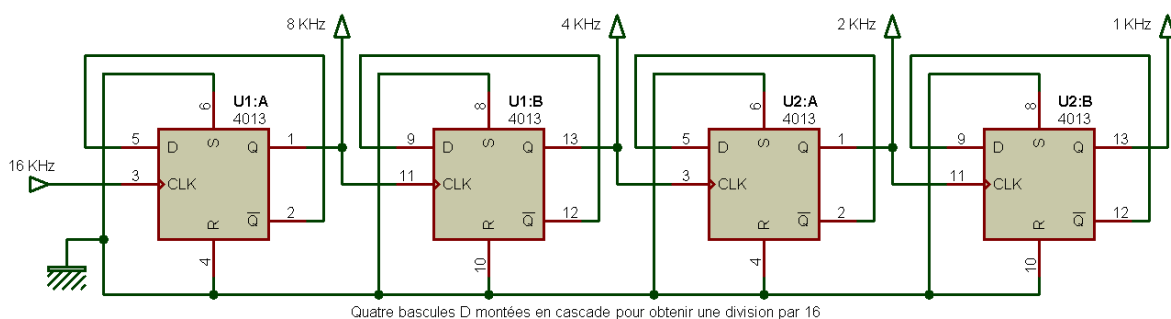 8 KHz
4 KHz
2 KHz
1 KHz
U1:A
4013
U1:B
4013
U2:A
4013
U2:B
4013
16 KHz
5 D
3 CLK
6 S
4 R
Q 1
Q 2
9 D
11 CLK
8 S
10 R
Q 13
Q 12
5 D
3 CLK
6 S
4 R
Q 1
Q 2
9 D
11 CLK
8 S
10 R
Q 13
Q 12
Quatre bascules D montées en cascade pour obtenir une division par 16